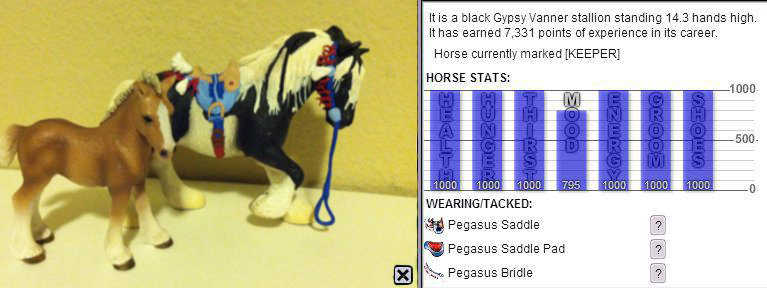 It is a black Gypsy Vanner stallion standing 14.3 hands high.
It has earned 7,331 points of experience in its career.
Horse currently marked [KEEPER]
HORSE STATS:
HEALTH HUNGER THIRST MOOD ENERGY GROOM SHOES
1000
500
0
1000 1000 1000 795 1000 1000 1000
WEARING/TACKED:
Pegasus Saddle ?
Pegasus Saddle Pad ?
Pegasus Bridle ?